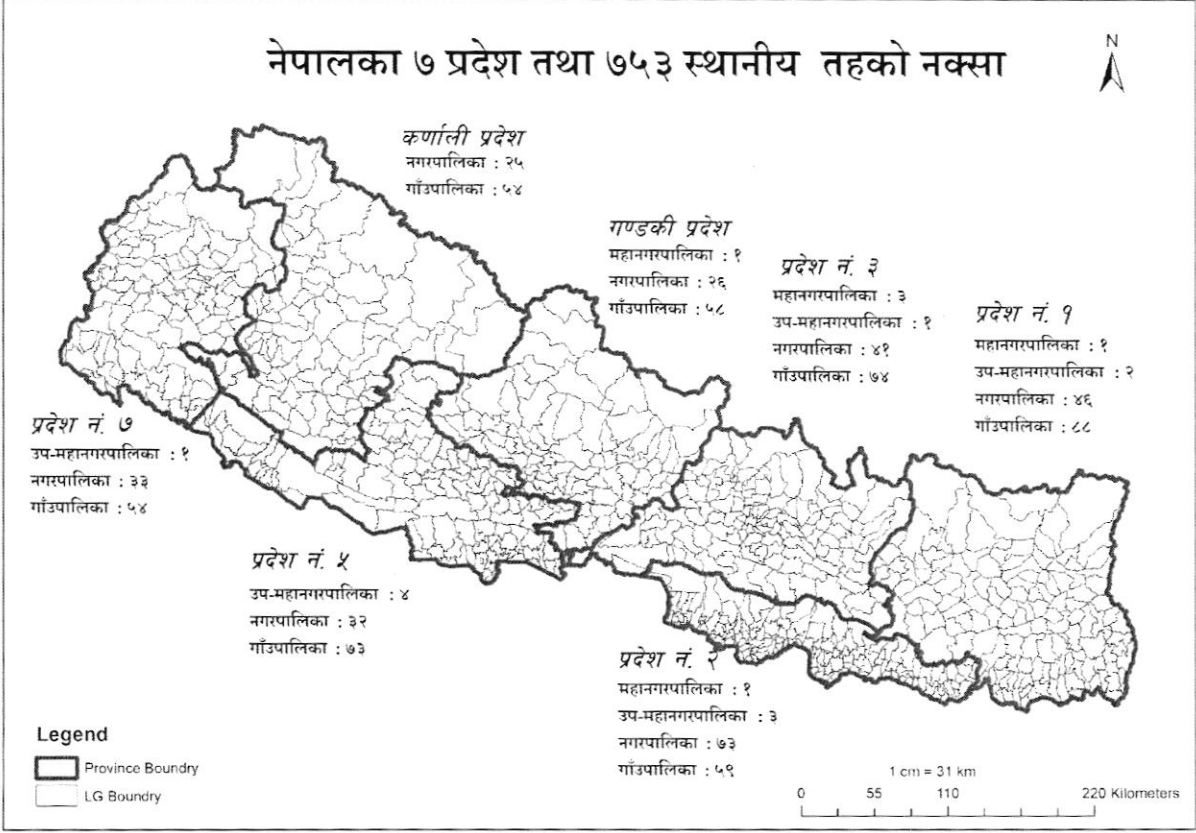 नेपालका ७ प्रदेश तथा ७५३ स्थानीय तहको नक्सा
N
कर्णाली प्रदेश
नगरपालिका : २५
गाँउपालिका : ५४
गण्डकी प्रदेश
महानगरपालिका : १
नगरपालिका : २६
गाँउपालिका : ५८
प्रदेश नं. ३
महानगरपालिका : ३
उप-महानगरपालिका : १
नगरपालिका : ४१
गाँउपालिका : ७४
प्रदेश नं. १
महानगरपालिका : १
उप-महानगरपालिका : २
नगरपालिका : ४६
गाँउपालिका : ८८
प्रदेश नं. ७
उप-महानगरपालिका : १
नगरपालिका : ३३
गाँउपालिका : ५४
प्रदेश नं. ५
उप-महानगरपालिका : ४
नगरपालिका : ३२
गाँउपालिका : ७३
प्रदेश नं. २
महानगरपालिका : १
उप-महानगरपालिका : ३
नगरपालिका : ७३
गाँउपालिका : ५९
Legend
Province Boundry
LG Boundry
1 cm = 31 km
0 55 110 220 Kilometers